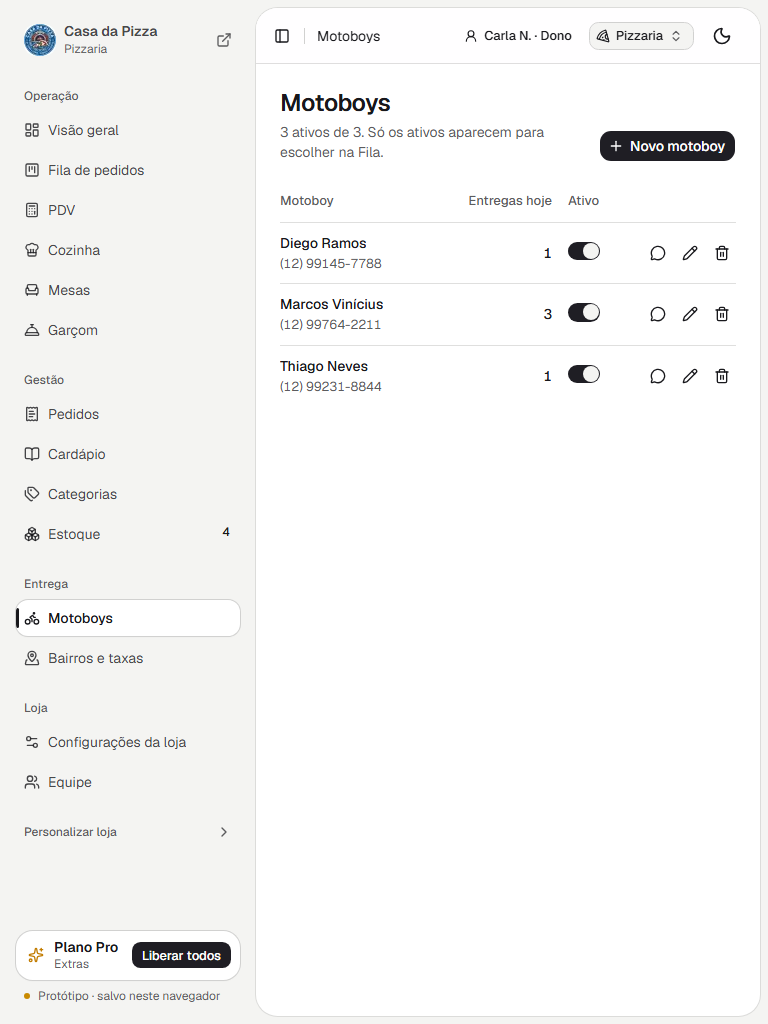 Casa da Pizza
Pizzaria
Operação
Visão geral
Fila de pedidos
PDV
Cozinha
Mesas
Garçom
Gestão
Pedidos
Cardápio
Categorias
Estoque 4
Entrega
Motoboys
Bairros e taxas
Loja
Configurações da loja
Equipe
Personalizar loja
Plano Pro
Extras
Liberar todos
Protótipo · salvo neste navegador
Motoboys
Carla N. · Dono
Pizzaria
Motoboys
3 ativos de 3. Só os ativos aparecem para
escolher na Fila.
Novo motoboy
Motoboy Entregas hoje Ativo
Diego Ramos
(12) 99145-7788
1
Marcos Vinícius
(12) 99764-2211
3
Thiago Neves
(12) 99231-8844
1